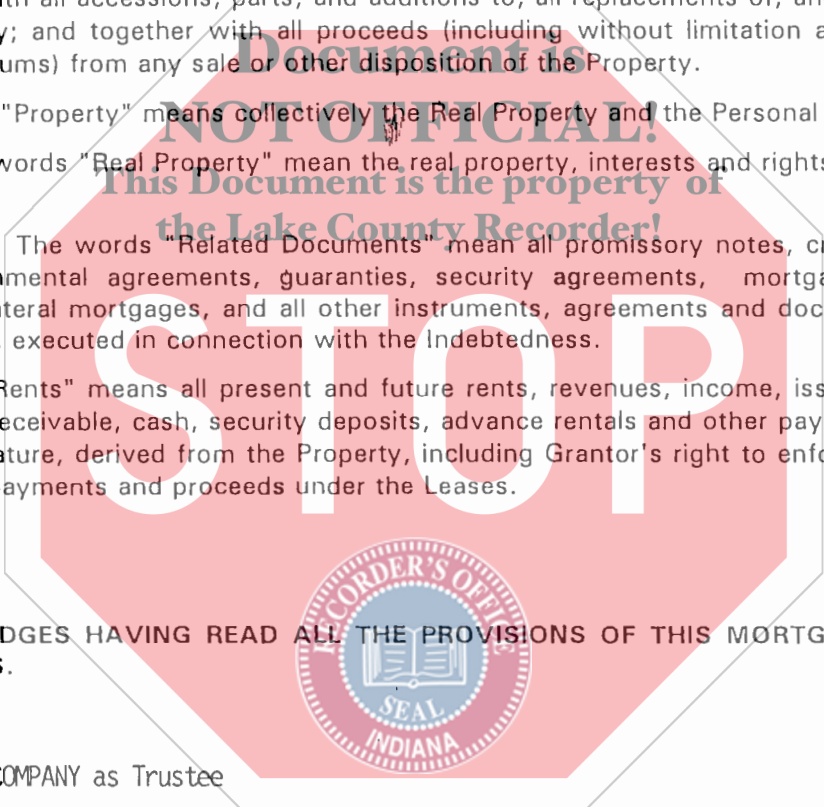 all accessions, parts, and additions to, all replacements of,
and together with all proceeds (including without limitation
from any sale or other disposition of the Property.
Document is
"Property" means collectively the Real Property and the Personal
NOT OFFICIAL!
words "Real Property" mean the real property, interests and rights
This Document is the property of
the Lake County Recorder!
The words "Related Documents" mean all promissory notes,
mental agreements, guaranties, security agreements, mortga
teral mortgages, and all other instruments, agreements and doc
executed in connection with the Indebtedness.
STOP
Rents" means all present and future rents, revenues, income, iss
eceivable, cash, security deposits, advance rentals and other pay
ature, derived from the Property, including Grantor's right to enfo
ayments and proceeds under the Leases.
RECORDER'S OFFICE
DGES HAVING READ ALL THE PROVISIONS OF THIS MORTG
S.
SEAL
INDIANA
OMPANY as Trustee